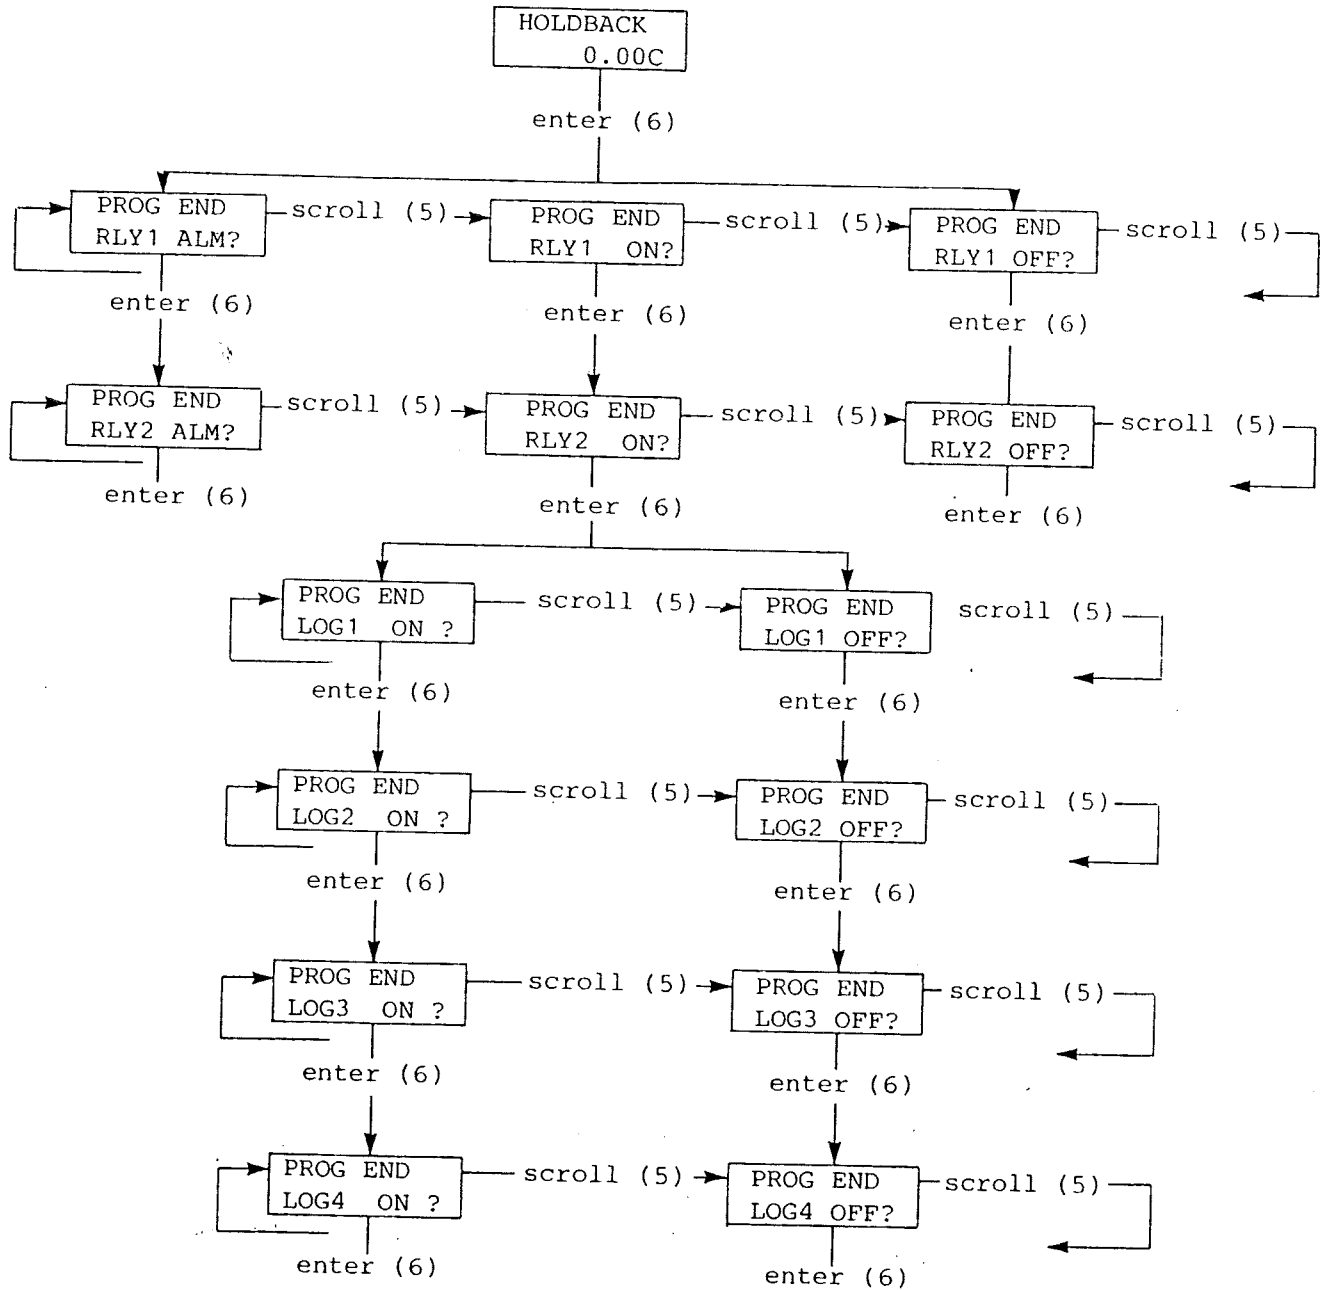 HOLDBACK
0.00C
enter (6)
PROG END
RLY1 ALM?
scroll (5)
PROG END
RLY1 ON?
scroll (5)
PROG END
RLY1 OFF?
scroll (5)
enter (6)
enter (6)
enter (6)
PROG END
RLY2 ALM?
scroll (5)
PROG END
RLY2 ON?
scroll (5)
PROG END
RLY2 OFF?
scroll (5)
enter (6)
enter (6)
enter (6)
PROG END
LOG1 ON ?
scroll (5)
PROG END
LOG1 OFF?
scroll (5)
enter (6)
enter (6)
PROG END
LOG2 ON ?
scroll (5)
PROG END
LOG2 OFF?
scroll (5)
enter (6)
enter (6)
PROG END
LOG3 ON ?
scroll (5)
PROG END
LOG3 OFF?
scroll (5)
enter (6)
enter (6)
PROG END
LOG4 ON ?
scroll (5)
PROG END
LOG4 OFF?
scroll (5)
enter (6)
enter (6)